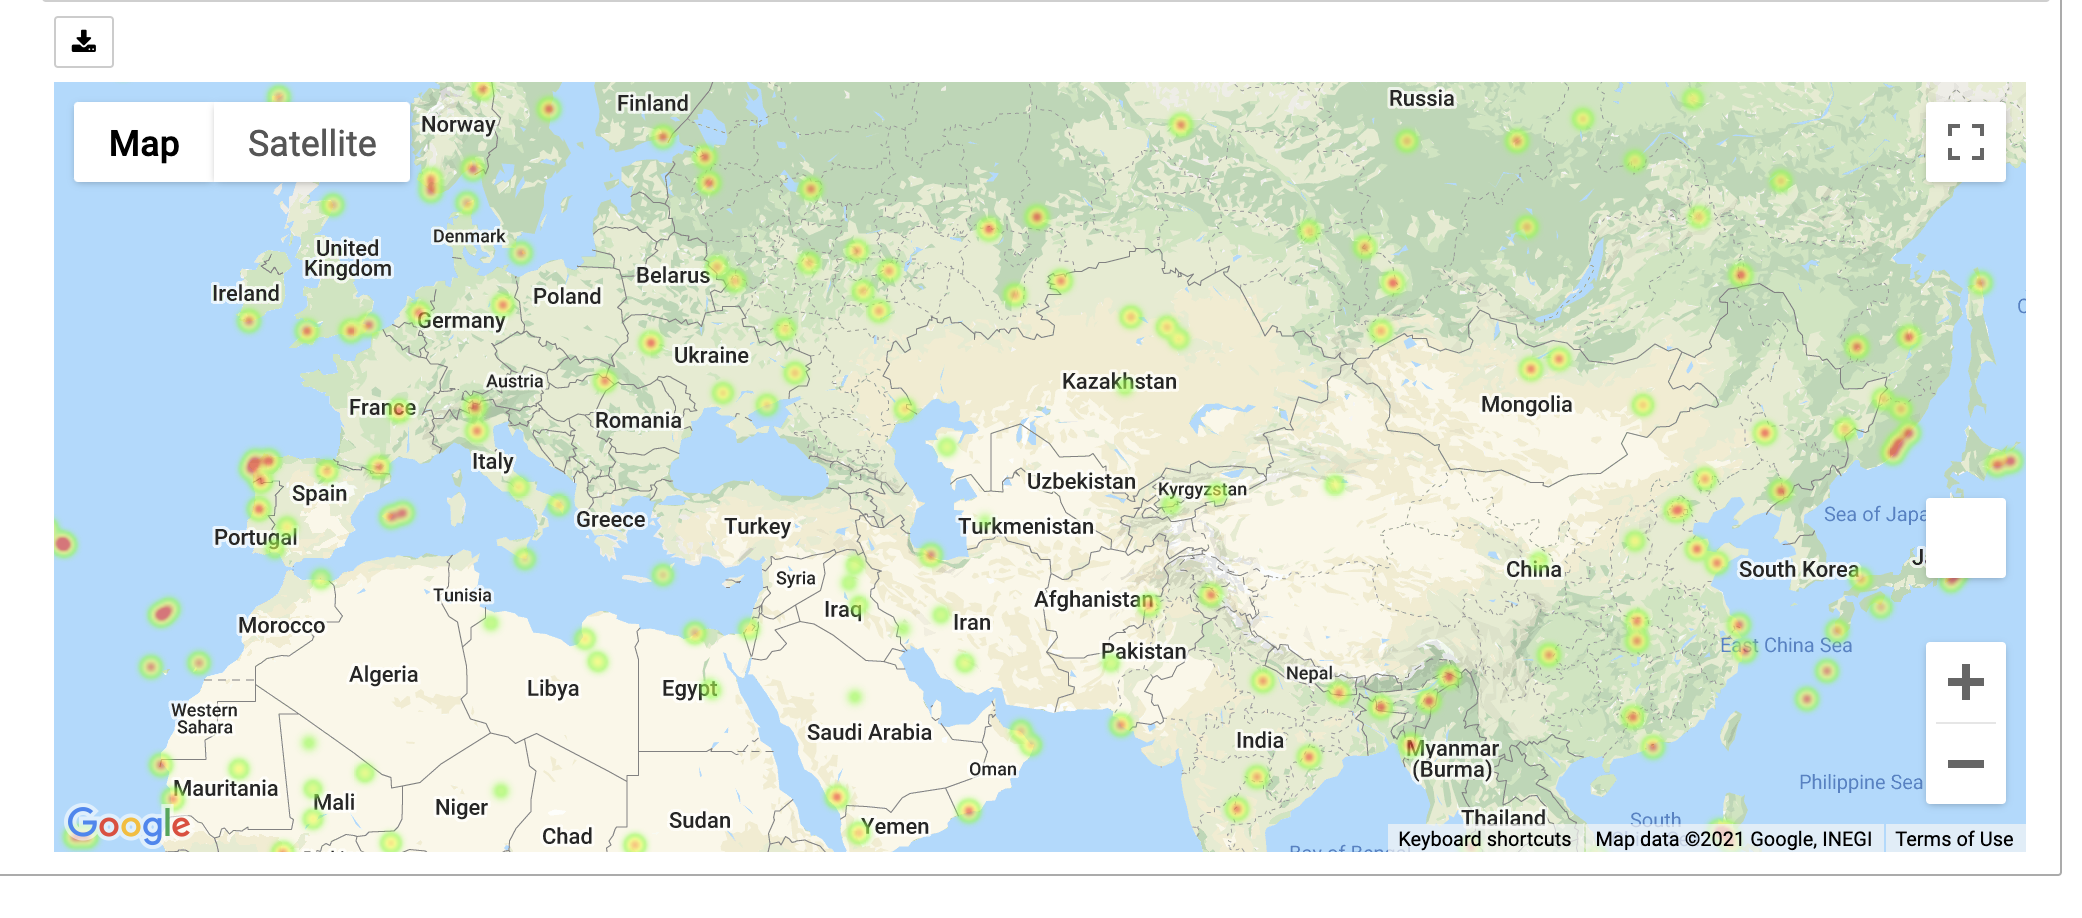 Map
Satellite
Norway
Finland
Russia
Denmark
United
Kingdom
Ireland
Belarus
Poland
Germany
Ukraine
Austria
Kazakhstan
France
Romania
Mongolia
Italy
Spain
Uzbekistan
Kyrgyzstan
Greece
Turkey
Turkmenistan
Portugal
Sea of Japa
China
South Korea
Syria
Tunisia
Afghanistan
Iraq
Iran
Morocco
Pakistan
East China Sea
Algeria
Nepal
Libya
Egypt
Western
Sahara
Saudi Arabia
India
Myanmar
(Burma)
Oman
Mauritania
Mali
Niger
Philippine Sea
Google
Chad
Sudan
Yemen
Thailand
South
Keyboard shortcuts
Map data ©2021 Google, INEGI
Terms of Use